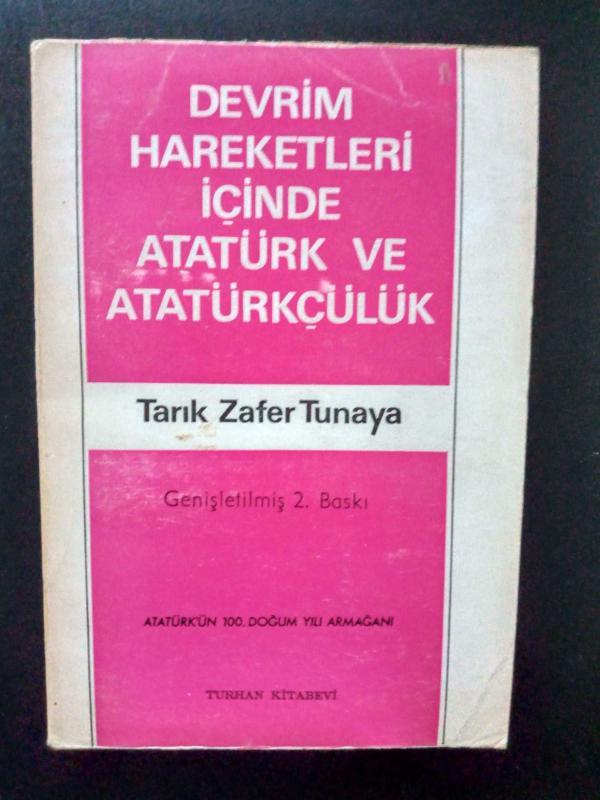 DEVRİM
HAREKETLERİ
İÇİNDE
ATATÜRK VE
ATATÜRKÇÜLÜK
Tarık Zafer Tunaya
Genişletilmiş 2. Baskı
ATATÜRK'ÜN 100. DOĞUM YILI ARMAĞANI
TURHAN KİTABEVİ